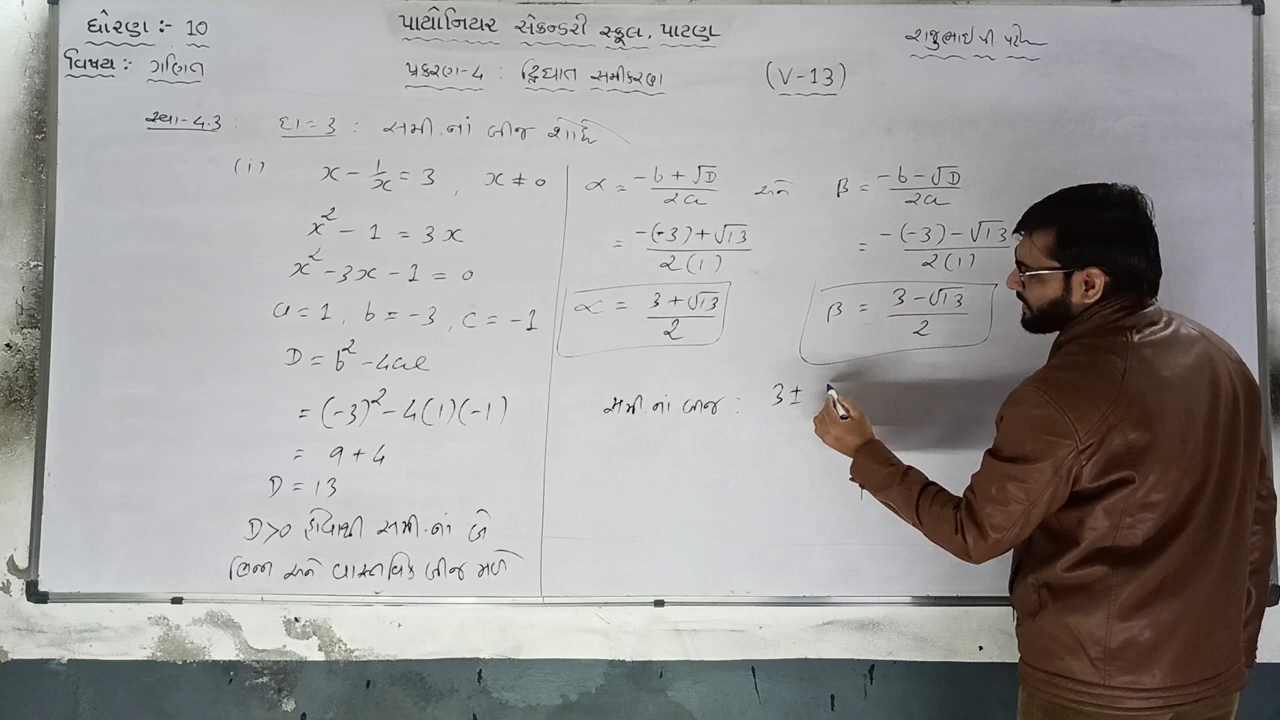 ધોરણ :- 10
પાયોનિયર સેકન્ડરી સ્કૂલ, પાટણ
રાજુભાઇ પી. પટેલ
વિષય : ગણિત
પ્રકરણ-4 : દ્વિઘાત સમીકરણ
(V-13)
સ્વા-4.3 : દા=3 : સમી.નાં બીજ શોધો
(i) x - 1/x = 3 , x ≠ 0
x² - 1 = 3x
x² - 3x - 1 = 0
a = 1 , b = -3 , c = -1
D = b² - 4ac
= (-3)² - 4(1)(-1)
= 9 + 4
D = 13
D>0 હોવાથી સમી.નાં બે
ભિન્ન અને વાસ્તવિક બીજ મળે
α = (-b + √D)/2a અને β = (-b - √D)/2a
= (-(-3) + √13)/2(1) = (-(-3) - √13)/2(1)
α = (3 + √13)/2 β = (3 - √13)/2
સમી.નાં બીજ : 3 ±